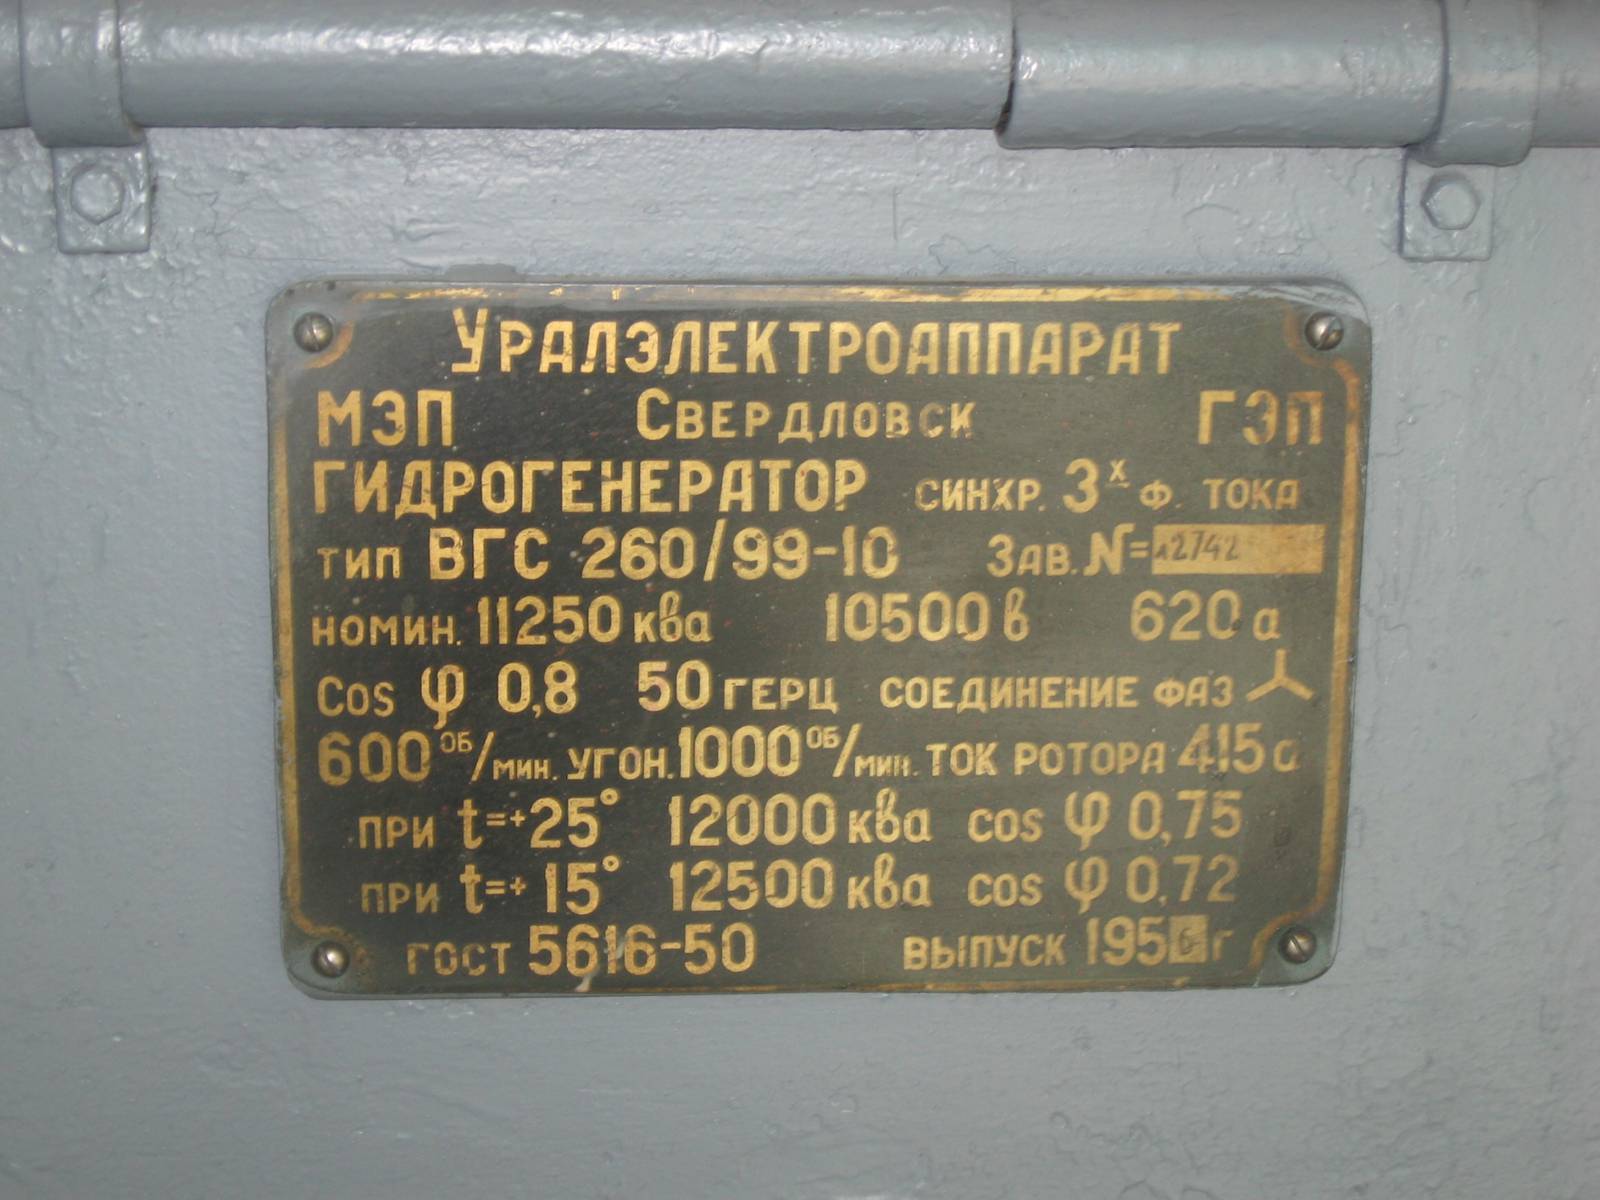 Уралэлектроаппарат
МЭП Свердловск ГЭП
ГИДРОГЕНЕРАТОР синхр. 3х ф. тока
тип ВГС 260/99-10 Зав. №= 12742
номин. 11250 ква 10500 в 620 а
Cos φ 0,8 50 герц соединение фаз
600 об/мин. угон. 1000 об/мин. ток ротора 415 а
при t=+25° 12000 ква cos φ 0,75
при t=+15° 12500 ква cos φ 0,72
ГОСТ 5616-50 выпуск 1956 г